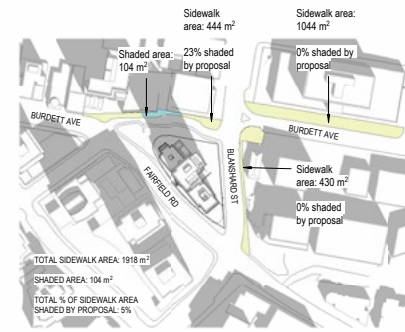 Sidewalk
area: 444 m²
23% shaded
by proposal
Sidewalk area:
1044 m²
0% shaded by
proposal
Shaded area:
104 m²
BURDETT AVE
BURDETT AVE
FAIRFIELD RD
BLANSHARD ST
Sidewalk
area: 430 m²
0% shaded
by proposal
TOTAL SIDEWALK AREA: 1918 m²
SHADED AREA: 104 m²
TOTAL % OF SIDEWALK AREA
SHADED BY PROPOSAL: 5%